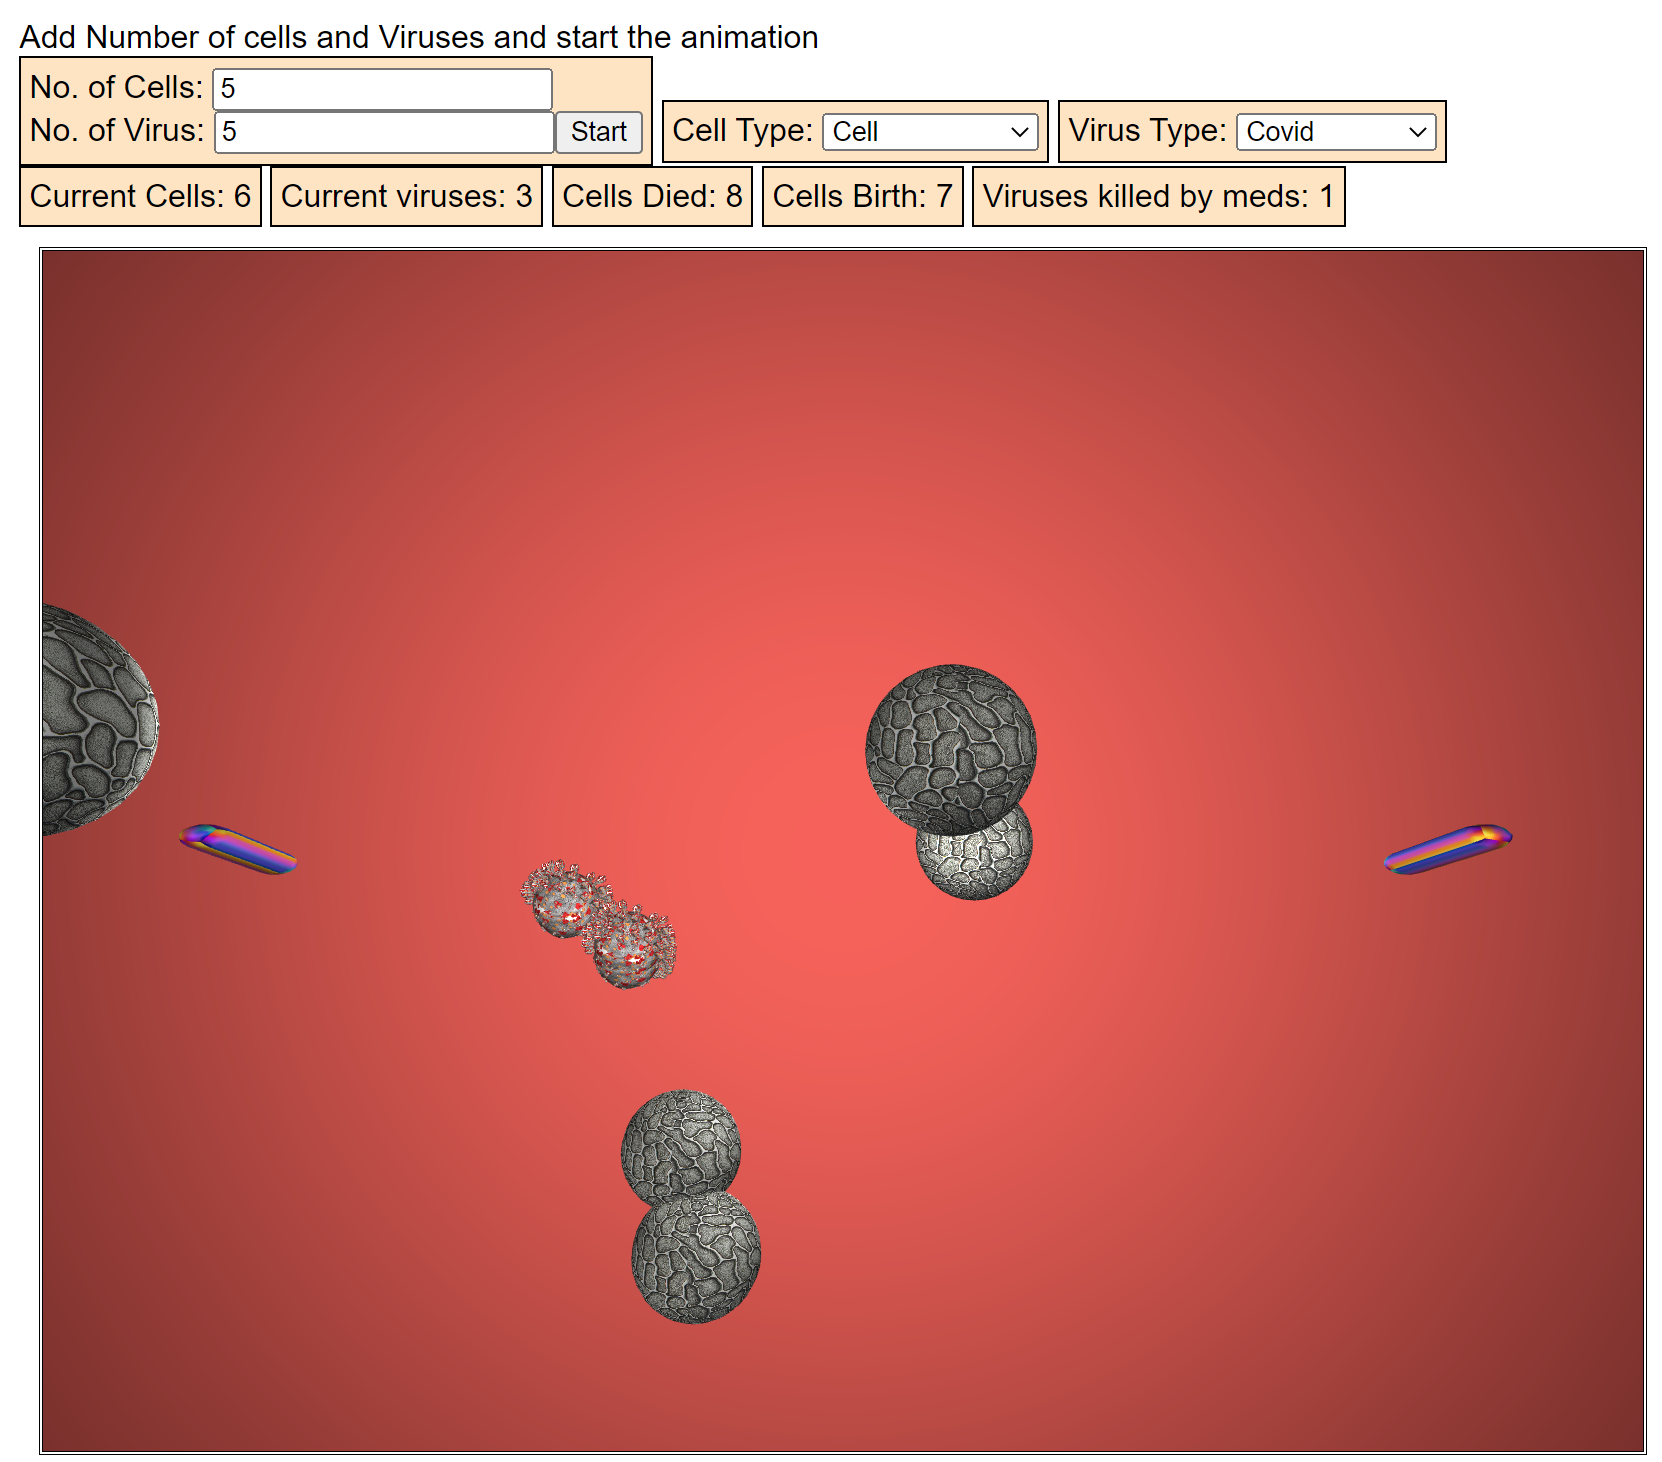 Add Number of cells and Viruses and start the animation
No. of Cells: 5
No. of Virus: 5 Start Cell Type: Cell Virus Type: Covid
Current Cells: 6 Current viruses: 3 Cells Died: 8 Cells Birth: 7 Viruses killed by meds: 1